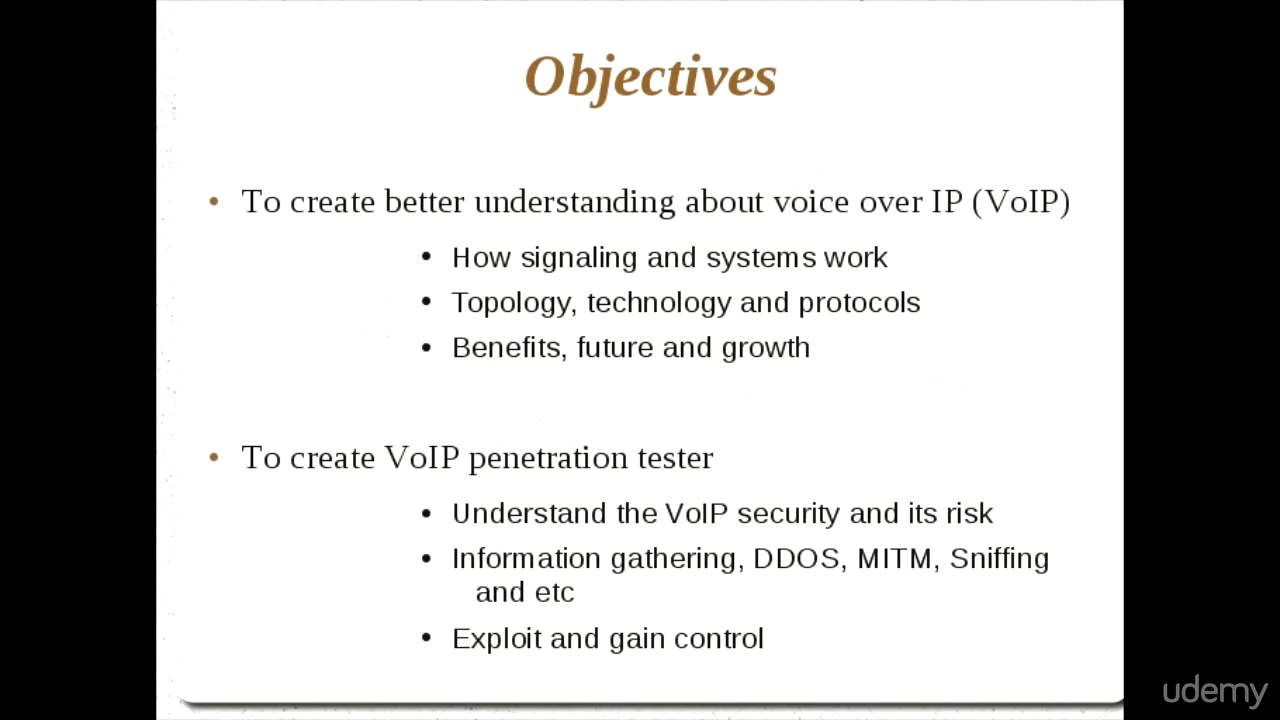 Objectives
• To create better understanding about voice over IP (VoIP)
• How signaling and systems work
• Topology, technology and protocols
• Benefits, future and growth
• To create VoIP penetration tester
• Understand the VoIP security and its risk
• Information gathering, DDOS, MITM, Sniffing
and etc
• Exploit and gain control
udemy